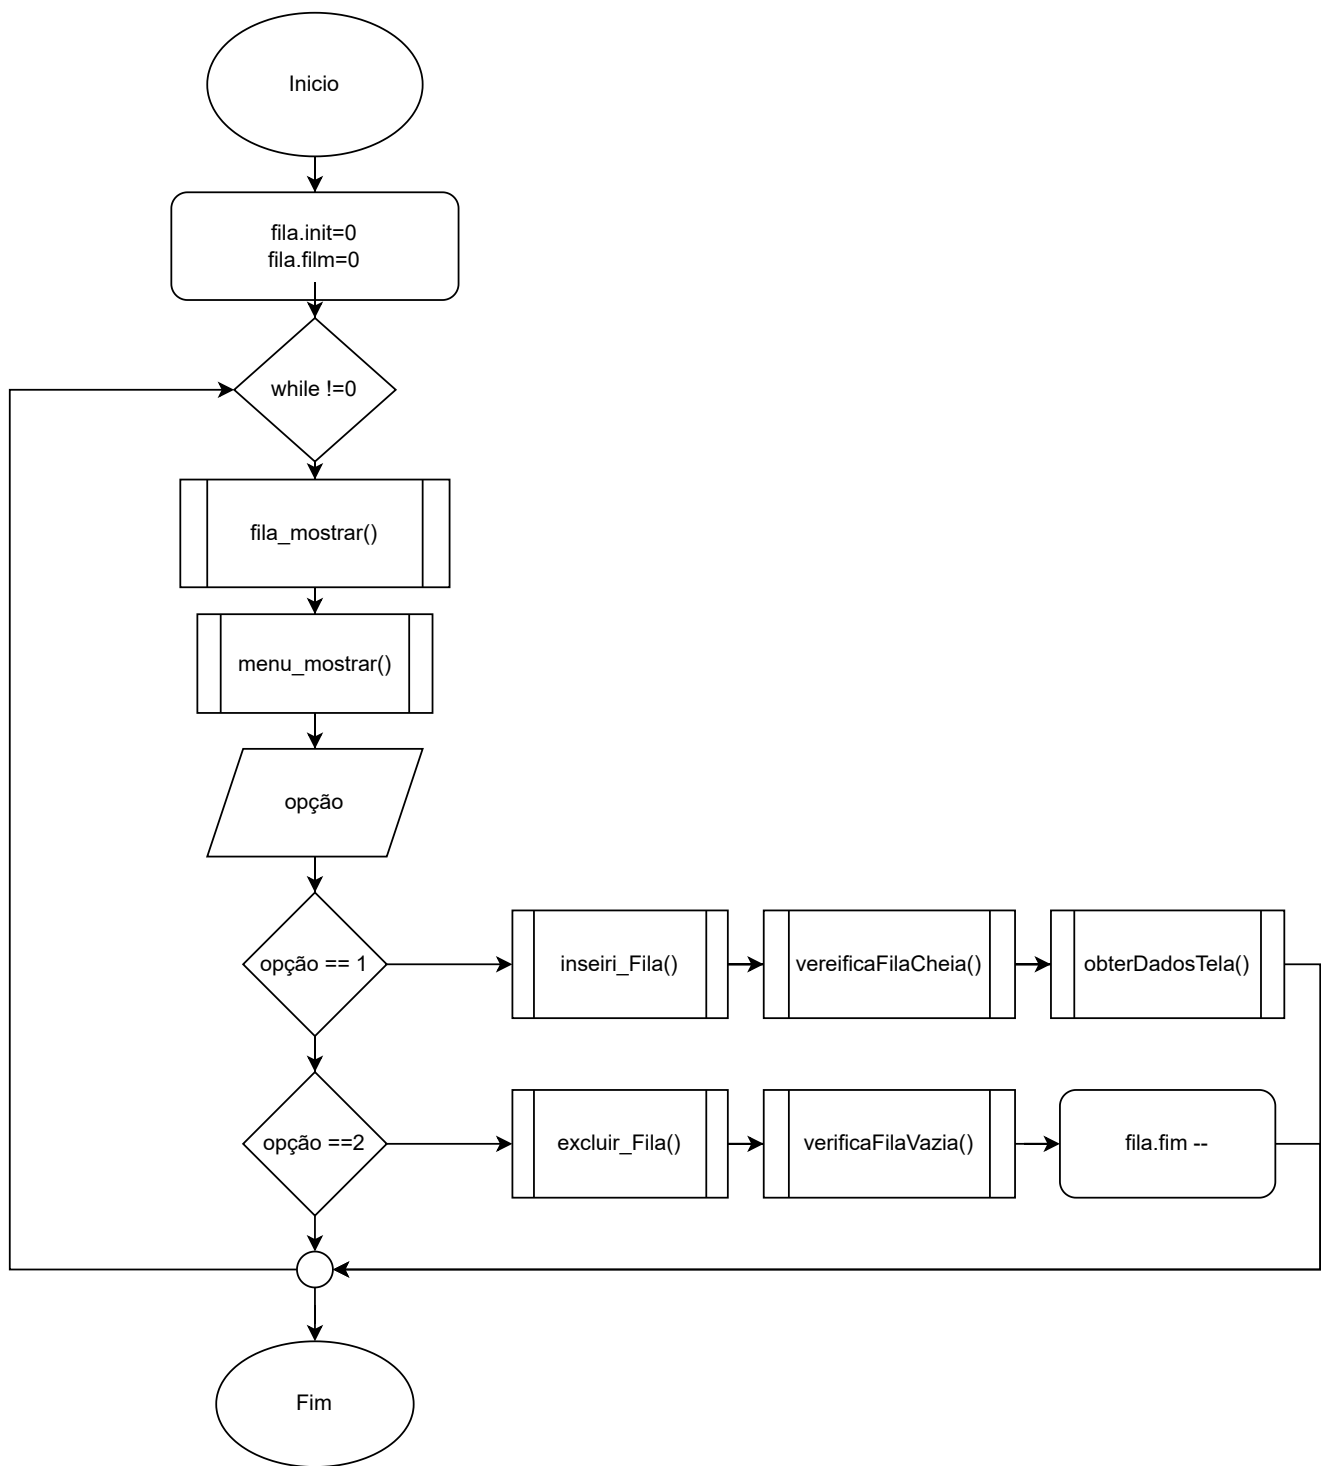 Inicio
fila.init=0
fila.film=0
while !=0
fila_mostrar()
menu_mostrar()
opção
opção == 1
inseiri_Fila()
vereificaFilaCheia()
obterDadosTela()
opção ==2
excluir_Fila()
verificaFilaVazia()
fila.fim --
Fim